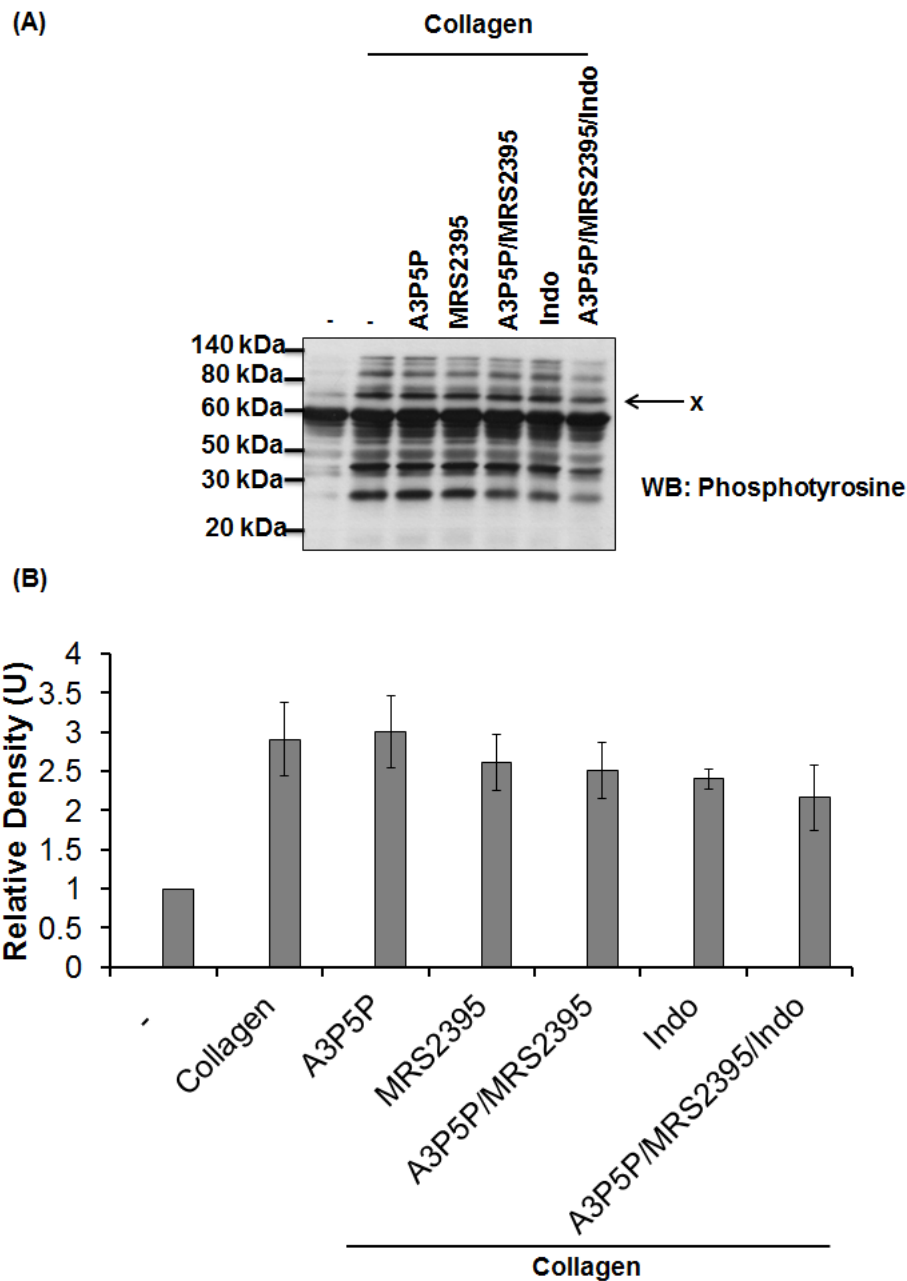 (A)
Collagen
-
-
A3P5P
MRS2395
A3P5P/MRS2395
Indo
A3P5P/MRS2395/Indo
140 kDa
80 kDa
60 kDa
50 kDa
30 kDa
20 kDa
x
WB: Phosphotyrosine
(B)
Relative Density (U)
4
3.5
3
2.5
2
1.5
1
0.5
0
-
Collagen
A3P5P
MRS2395
A3P5P/MRS2395
Indo
A3P5P/MRS2395/Indo
Collagen